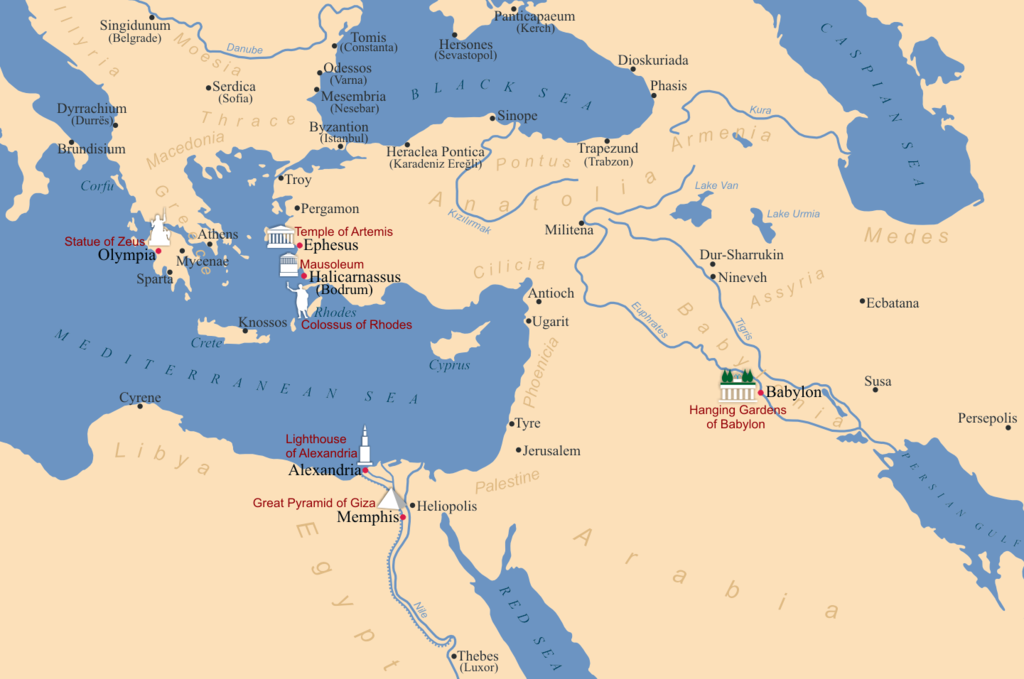 Singidunum
(Belgrade)
Illyria
Moesia
Danube
Tomis
(Constanta)
Panticapaeum
(Kerch)
Hersones
(Sevastopol)
Odessos
(Varna)
Mesembria
(Nesebar)
Serdica
(Sofia)
Thrace
BLACK SEA
Dioskuriada
Phasis
CASPIAN SEA
Kura
Armenia
Dyrrachium
(Durrës)
Brundisium
Macedonia
Byzantion
(Istanbul)
Sinope
Heraclea Pontica
(Karadeniz Ereğli)
Pontus
Trapezund
(Trabzon)
Corfu
Greece
Troy
Pergamon
Anatolia
Kızılırmak
Militena
Lake Van
Lake Urmia
Medes
Statue of Zeus
Olympia
Athens
Mycenae
Sparta
Temple of Artemis
Ephesus
Mausoleum
Halicarnassus
(Bodrum)
Rhodes
Colossus of Rhodes
Cilicia
Antioch
Ugarit
Dur-Sharrukin
Nineveh
Assyria
Ecbatana
Knossos
Crete
Cyprus
Phoenicia
Euphrates
Tigris
Babylonia
MEDITERRANEAN SEA
Cyrene
Babylon
Hanging Gardens
of Babylon
Susa
Persepolis
Libya
Lighthouse
of Alexandria
Alexandria
Tyre
Jerusalem
Palestine
Great Pyramid of Giza
Memphis
Heliopolis
PERSIAN GULF
Egypt
Arabia
Nile
RED SEA
Thebes
(Luxor)